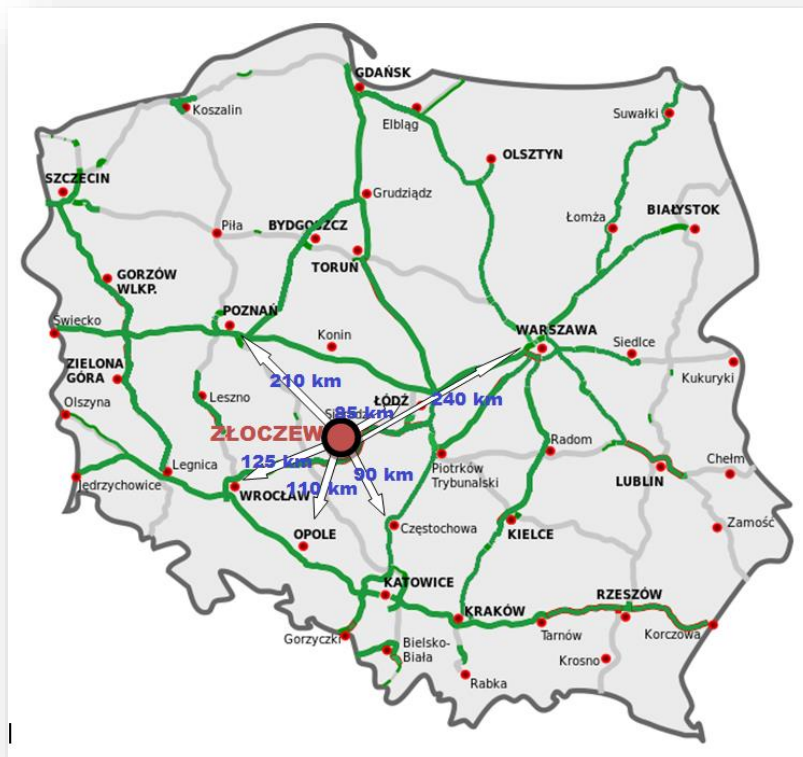 GDAŃSK
Koszalin
Elbląg
Suwałki
SZCZECIN
OLSZTYN
Grudziądz
Piła
BYDGOSZCZ
Łomża
BIAŁYSTOK
TORUŃ
GORZÓW
WLKP.
POZNAŃ
Świecko
Konin
WARSZAWA
Siedlce
ZIELONA
GÓRA
Kukuryki
210 km
Olszyna
Leszno
ŁÓDŹ
240 km
85 km
ZŁOCZEW
Radom
Legnica
125 km
90 km
Piotrków
Trybunalski
Chełm
LUBLIN
Jędrzychowice
110 km
WROCŁAW
Zamość
OPOLE
Częstochowa
KIELCE
KATOWICE
RZESZÓW
KRAKÓW
Gorzyczki
Tarnów
Korczowa
Bielsko-
Biała
Krosno
Rabka